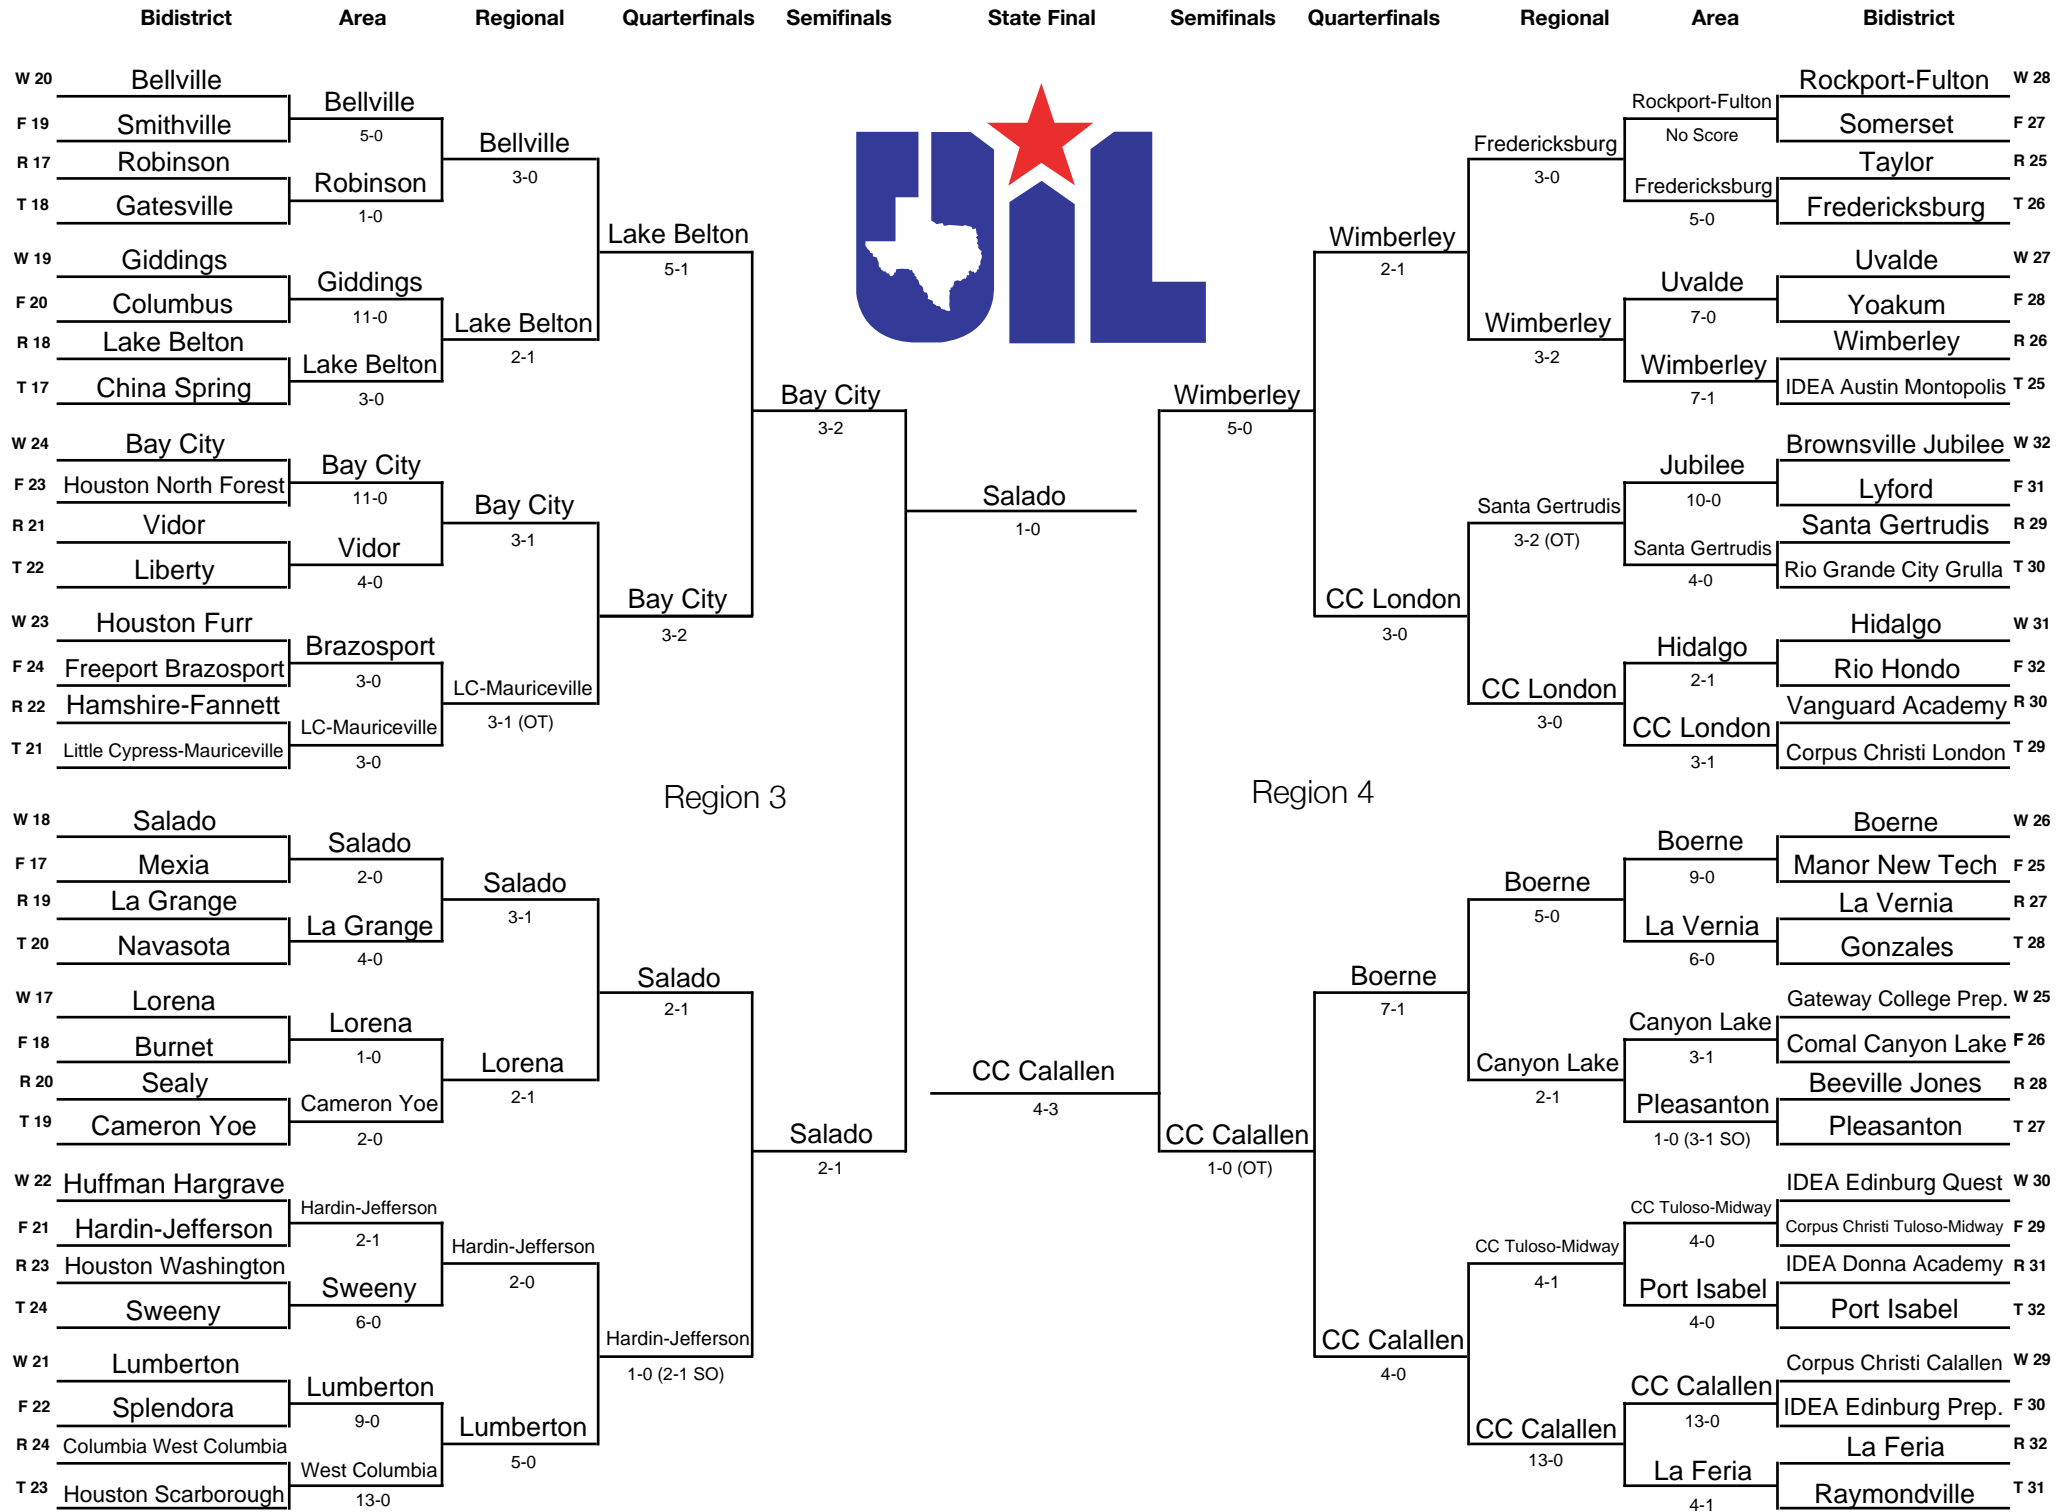 Bidistrict Area Regional Quarterfinals Semifinals State Final Semifinals Quarterfinals Regional Area Bidistrict
W 20 Bellville
F 19 Smithville
R 17 Robinson
T 18 Gatesville
W 19 Giddings
F 20 Columbus
R 18 Lake Belton
T 17 China Spring
W 24 Bay City
F 23 Houston North Forest
R 21 Vidor
T 22 Liberty
W 23 Houston Furr
F 24 Freeport Brazosport
R 22 Hamshire-Fannett
T 21 Little Cypress-Mauriceville
W 18 Salado
F 17 Mexia
R 19 La Grange
T 20 Navasota
W 17 Lorena
F 18 Burnet
R 20 Sealy
T 19 Cameron Yoe
W 22 Huffman Hargrave
F 21 Hardin-Jefferson
R 23 Houston Washington
T 24 Sweeny
W 21 Lumberton
F 22 Splendora
R 24 Columbia West Columbia
T 23 Houston Scarborough
Bellville
5-0
Robinson
1-0
Giddings
11-0
Lake Belton
3-0
Bay City
11-0
Vidor
4-0
Brazosport
3-0
LC-Mauriceville
3-0
Salado
2-0
La Grange
4-0
Lorena
1-0
Cameron Yoe
2-0
Hardin-Jefferson
2-1
Sweeny
6-0
Lumberton
9-0
West Columbia
13-0
Bellville
3-0
Lake Belton
2-1
Bay City
3-1
LC-Mauriceville
3-1 (OT)
Salado
3-1
Lorena
2-1
Hardin-Jefferson
2-0
Lumberton
5-0
Lake Belton
5-1
Bay City
3-2
Salado
2-1
Hardin-Jefferson
1-0 (2-1 SO)
Region 3
Bay City
3-2
Salado
2-1
UIL
Salado
1-0
CC Calallen
4-3
Wimberley
5-0
CC Calallen
1-0 (OT)
Region 4
Wimberley
2-1
CC London
3-0
Boerne
7-1
CC Calallen
4-0
Fredericksburg
3-0
Wimberley
3-2
Santa Gertrudis
3-2 (OT)
CC London
3-0
Boerne
5-0
Canyon Lake
2-1
CC Tuloso-Midway
4-1
CC Calallen
13-0
Rockport-Fulton
No Score
Fredericksburg
5-0
Uvalde
7-0
Wimberley
7-1
Jubilee
10-0
Santa Gertrudis
4-0
Hidalgo
2-1
CC London
3-1
Boerne
9-0
La Vernia
6-0
Canyon Lake
3-1
Pleasanton
1-0 (3-1 SO)
CC Tuloso-Midway
4-0
Port Isabel
4-0
CC Calallen
13-0
La Feria
4-1
Rockport-Fulton W 28
Somerset F 27
Taylor R 25
Fredericksburg T 26
Uvalde W 27
Yoakum F 28
Wimberley R 26
IDEA Austin Montopolis T 25
Brownsville Jubilee W 32
Lyford F 31
Santa Gertrudis R 29
Rio Grande City Grulla T 30
Hidalgo W 31
Rio Hondo F 32
Vanguard Academy R 30
Corpus Christi London T 29
Boerne W 26
Manor New Tech F 25
La Vernia R 27
Gonzales T 28
Gateway College Prep. W 25
Comal Canyon Lake F 26
Beeville Jones R 28
Pleasanton T 27
IDEA Edinburg Quest W 30
Corpus Christi Tuloso-Midway F 29
IDEA Donna Academy R 31
Port Isabel T 32
Corpus Christi Calallen W 29
IDEA Edinburg Prep. F 30
La Feria R 32
Raymondville T 31